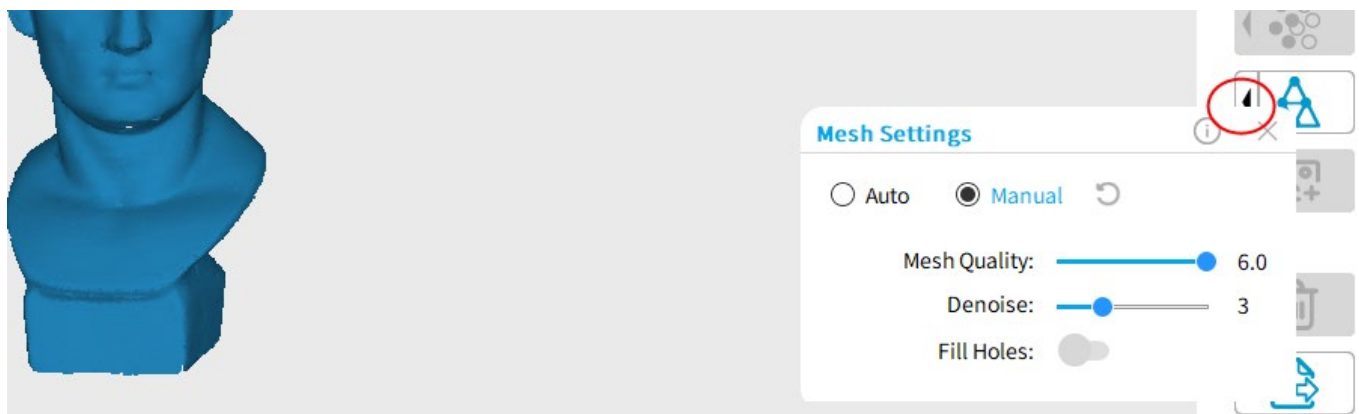 Mesh Settings
Auto Manual
Mesh Quality: 6.0
Denoise: 3
Fill Holes: